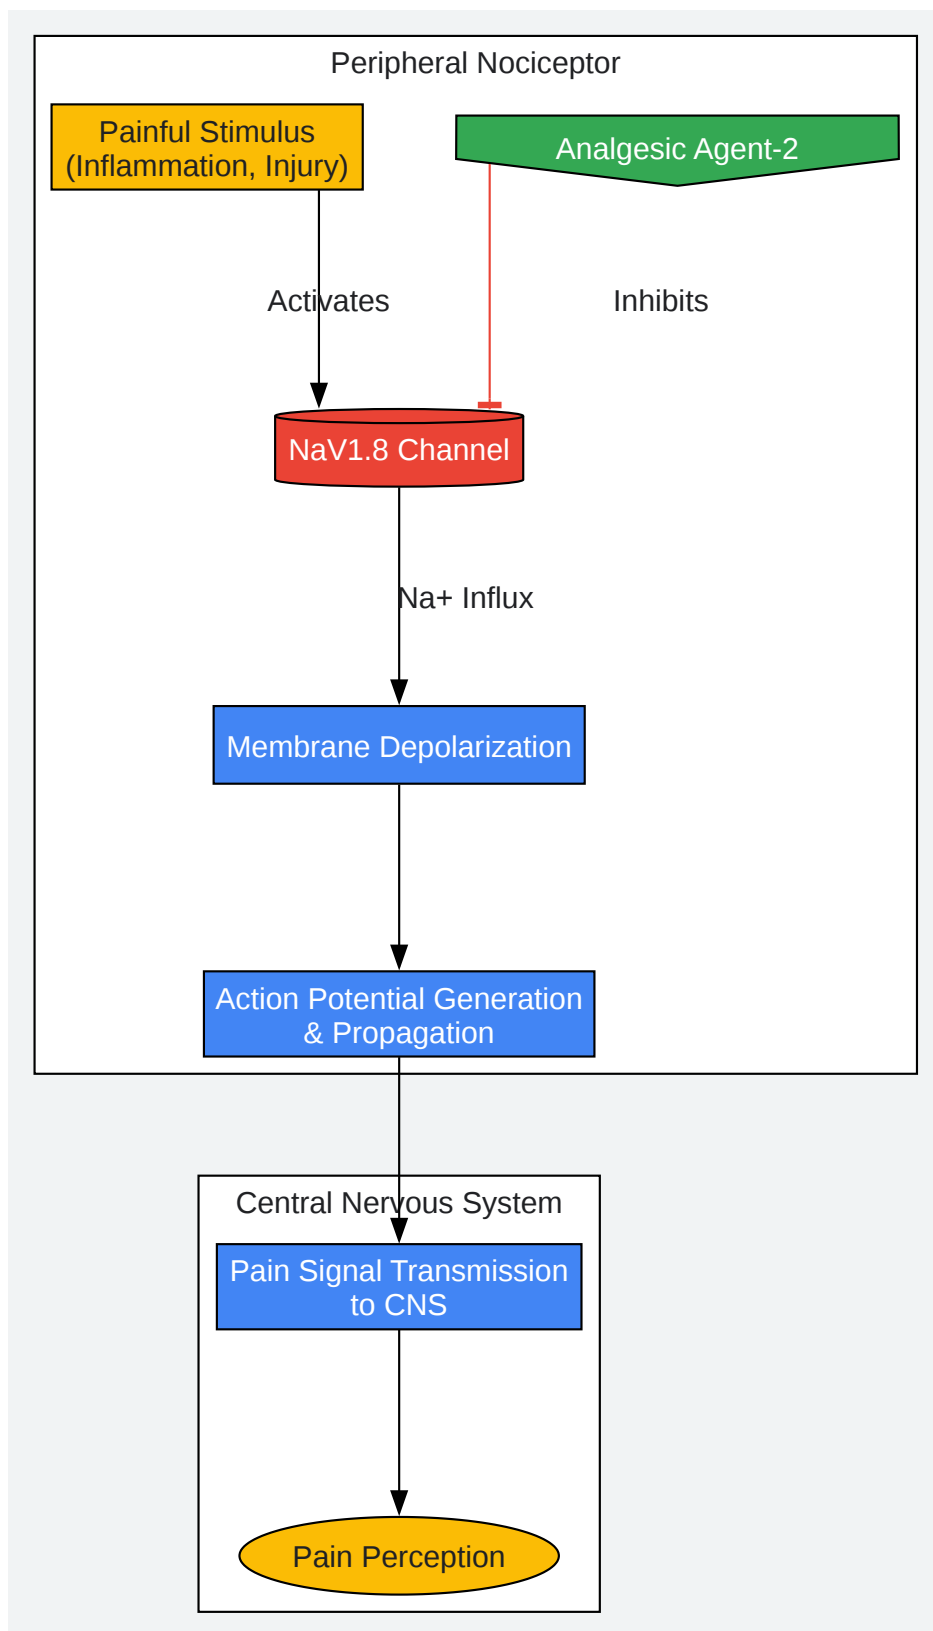 Peripheral Nociceptor
Painful Stimulus
(Inflammation, Injury)
Analgesic Agent-2
Activates
Inhibits
NaV1.8 Channel
Na+ Influx
Membrane Depolarization
Action Potential Generation
& Propagation
Central Nervous System
Pain Signal Transmission
to CNS
Pain Perception